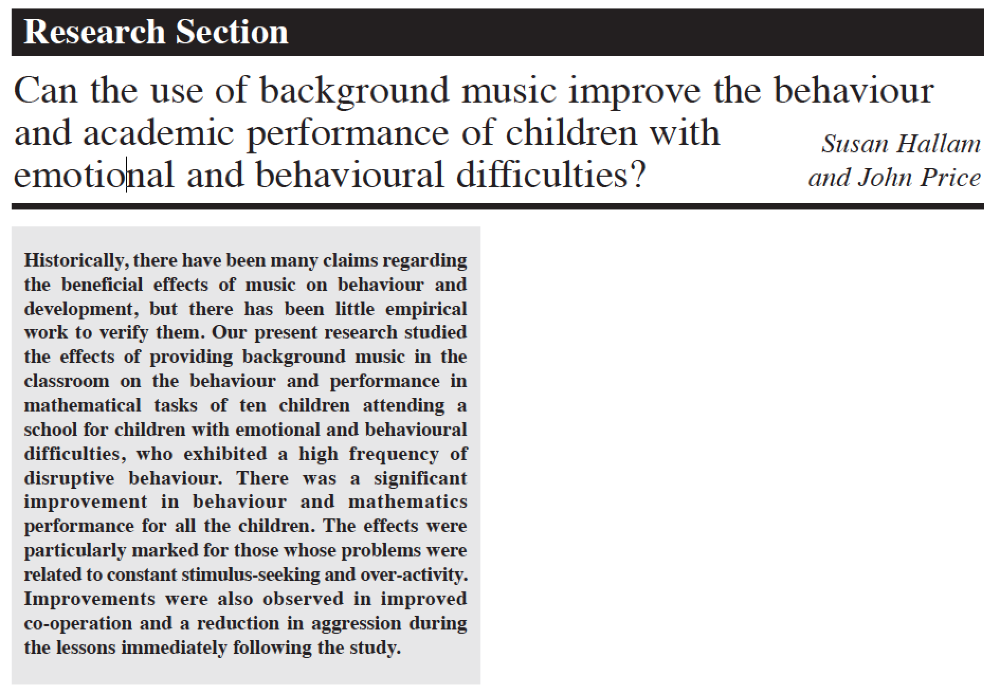 Research Section
Can the use of background music improve the behaviour
and academic performance of children with
emotional and behavioural difficulties?
Susan Hallam
and John Price
Historically, there have been many claims regarding
the beneficial effects of music on behaviour and
development, but there has been little empirical
work to verify them. Our present research studied
the effects of providing background music in the
classroom on the behaviour and performance in
mathematical tasks of ten children attending a
school for children with emotional and behavioural
difficulties, who exhibited a high frequency of
disruptive behaviour. There was a significant
improvement in behaviour and mathematics
performance for all the children. The effects were
particularly marked for those whose problems were
related to constant stimulus-seeking and over-activity.
Improvements were also observed in improved
co-operation and a reduction in aggression during
the lessons immediately following the study.